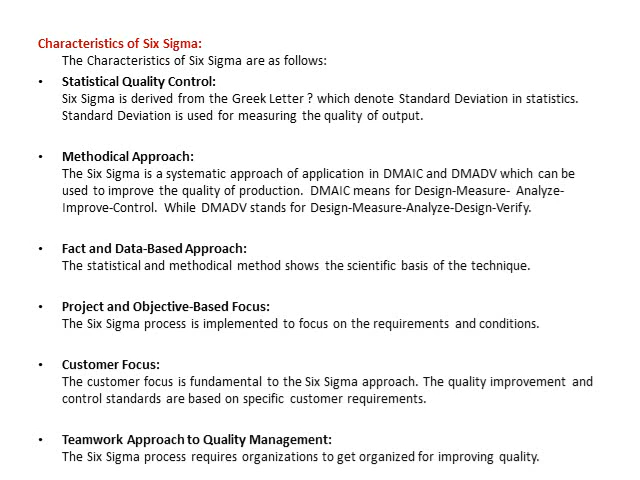 Characteristics of Six Sigma:
The Characteristics of Six Sigma are as follows:
• Statistical Quality Control:
Six Sigma is derived from the Greek Letter ? which denote Standard Deviation in statistics.
Standard Deviation is used for measuring the quality of output.
• Methodical Approach:
The Six Sigma is a systematic approach of application in DMAIC and DMADV which can be
used to improve the quality of production. DMAIC means for Design-Measure- Analyze-
Improve-Control. While DMADV stands for Design-Measure-Analyze-Design-Verify.
• Fact and Data-Based Approach:
The statistical and methodical method shows the scientific basis of the technique.
• Project and Objective-Based Focus:
The Six Sigma process is implemented to focus on the requirements and conditions.
• Customer Focus:
The customer focus is fundamental to the Six Sigma approach. The quality improvement and
control standards are based on specific customer requirements.
• Teamwork Approach to Quality Management:
The Six Sigma process requires organizations to get organized for improving quality.